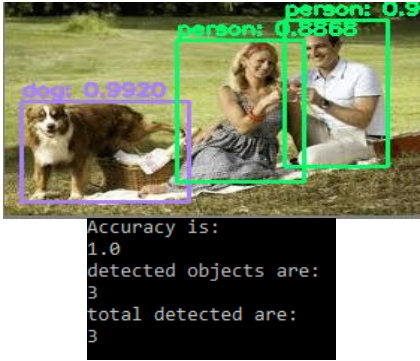 person: 0.9
person: 0.8868
dog: 0.9920
Accuracy is:
1.0
detected objects are:
3
total detected are:
3